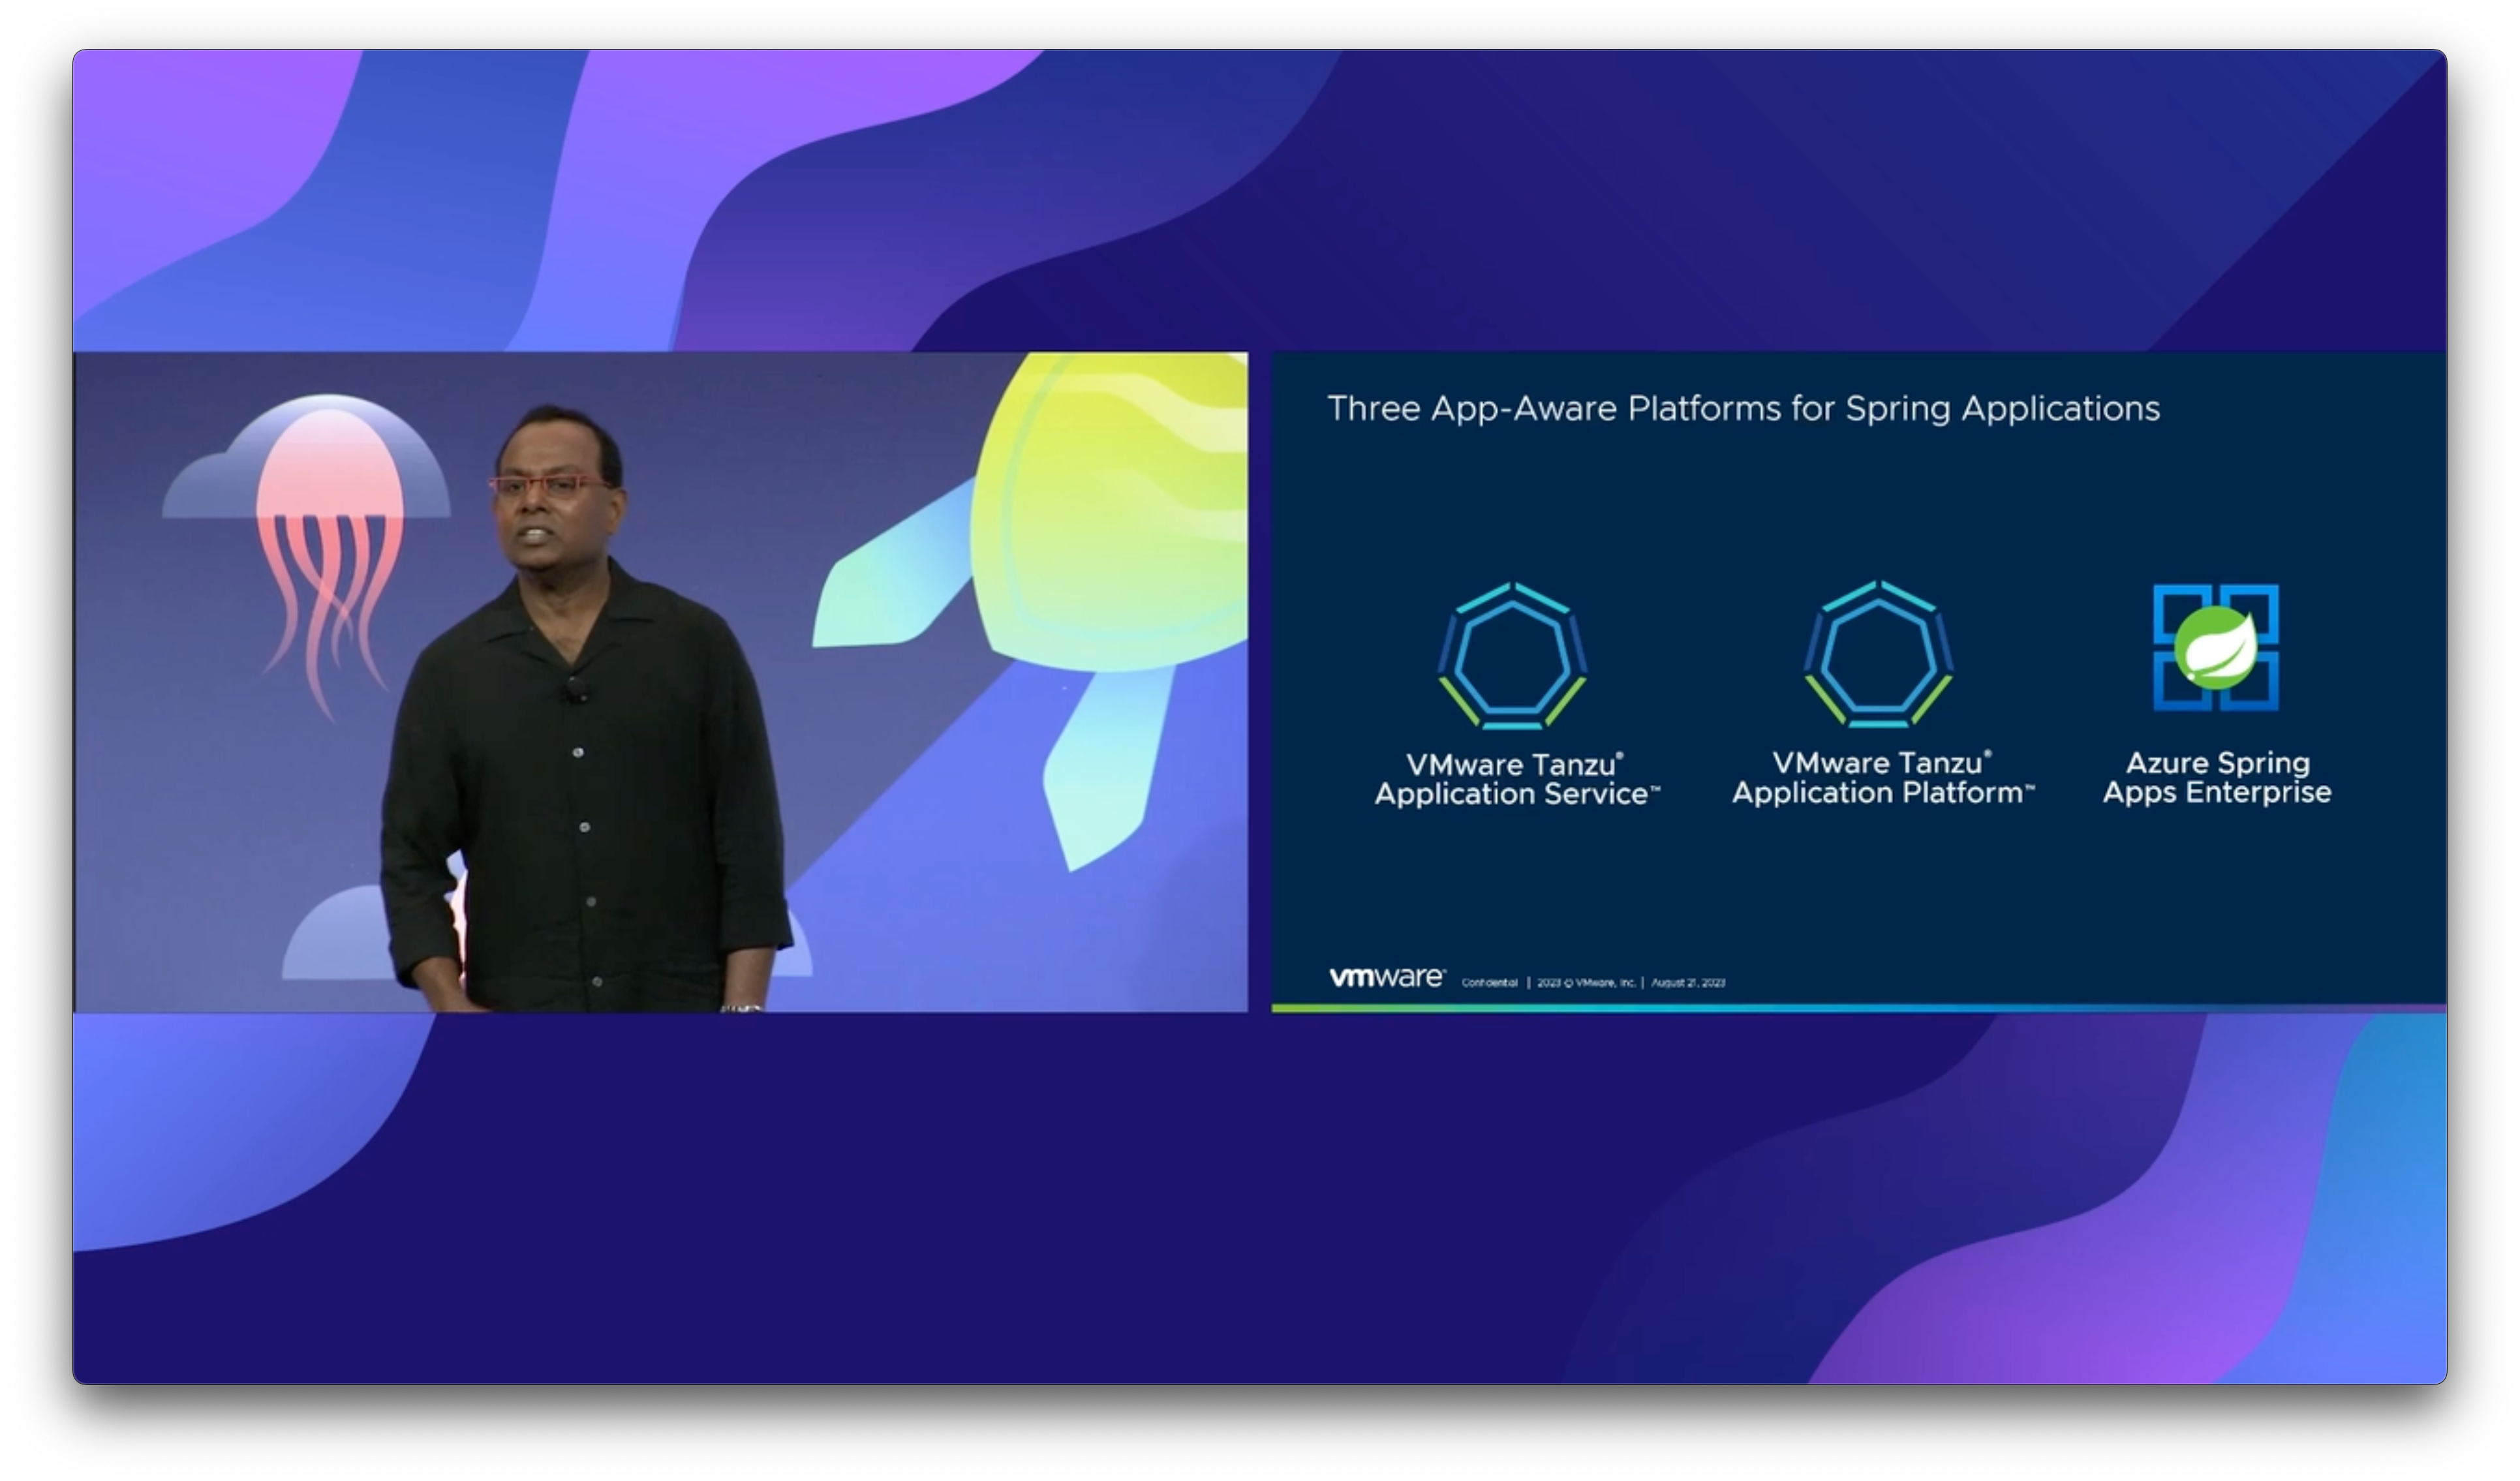 Three App-Aware Platforms for Spring Applications
VMware Tanzu®
Application Service™
VMware Tanzu®
Application Platform™
Azure Spring
Apps Enterprise
vmware®
Confidential | 2023 © VMware, Inc. | August 21, 2023